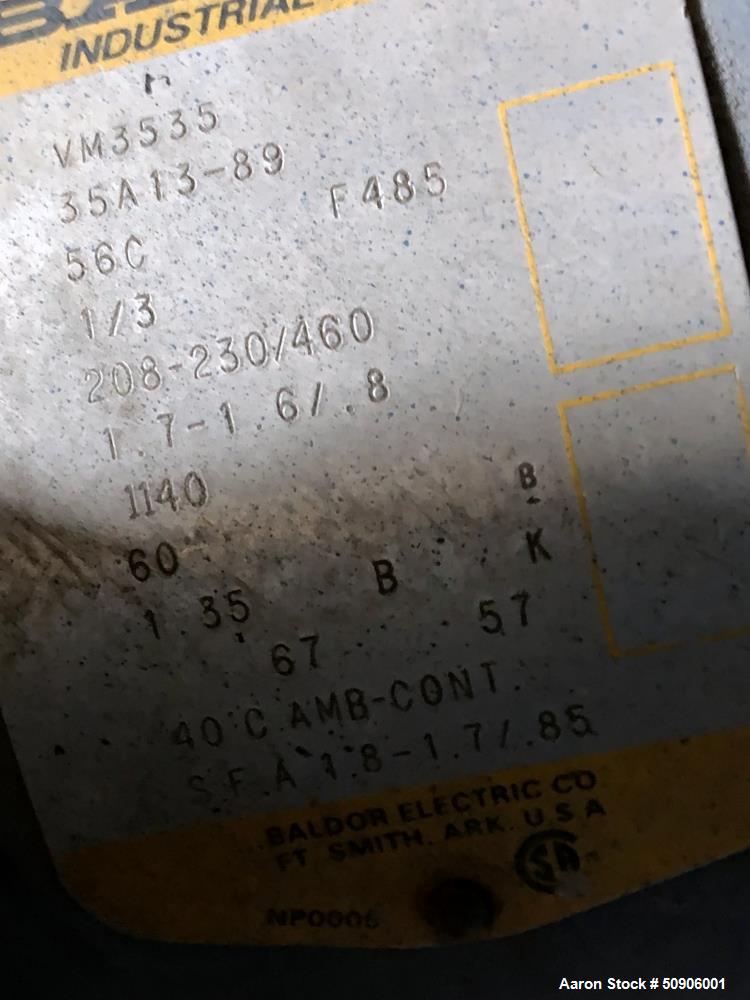 INDUSTRIAL
VM3535
35A13-89 F485
56C
1/3
208-230/460
1.7-1.6/.8
1140 B
60 K
1.35 B
67 57
40 C AMB-CONT.
S.F.A 1.8-1.7/.85
BALDOR ELECTRIC CO
FT. SMITH, ARK. U S A
SA
Aaron Stock # 50906001